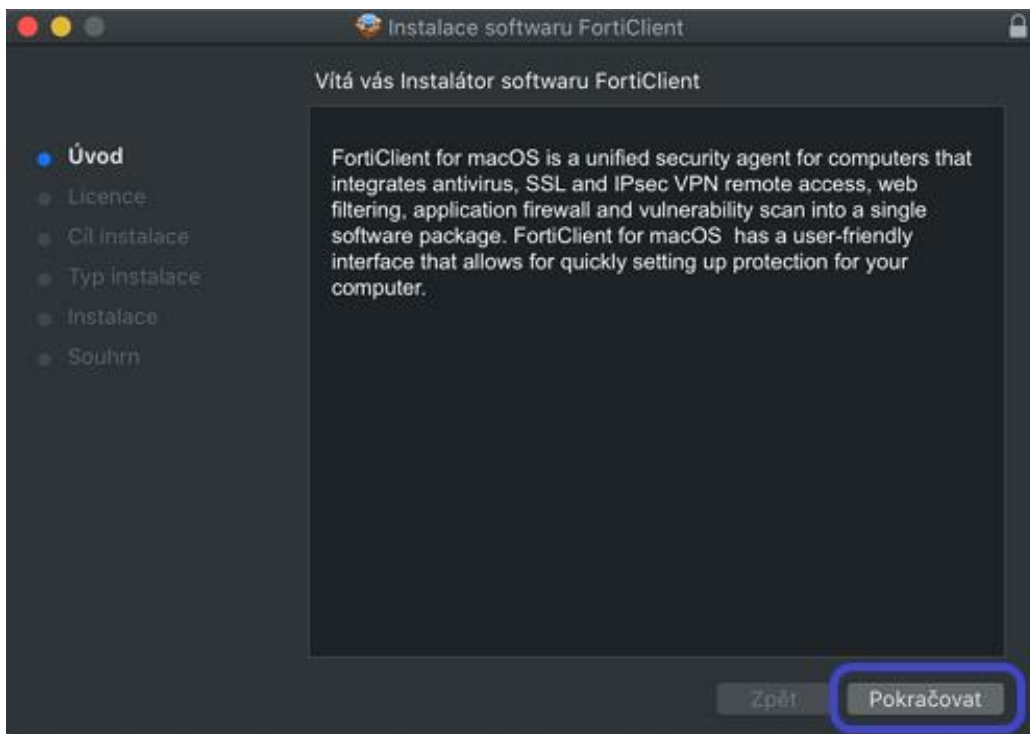 Instalace softwaru FortiClient
Vítá vás Instalátor softwaru FortiClient
Úvod
Licence
Cíl instalace
Typ instalace
Instalace
Souhrn
FortiClient for macOS is a unified security agent for computers that
integrates antivirus, SSL and IPsec VPN remote access, web
filtering, application firewall and vulnerability scan into a single
software package. FortiClient for macOS  has a user-friendly
interface that allows for quickly setting up protection for your
computer.
Zpět
Pokračovat